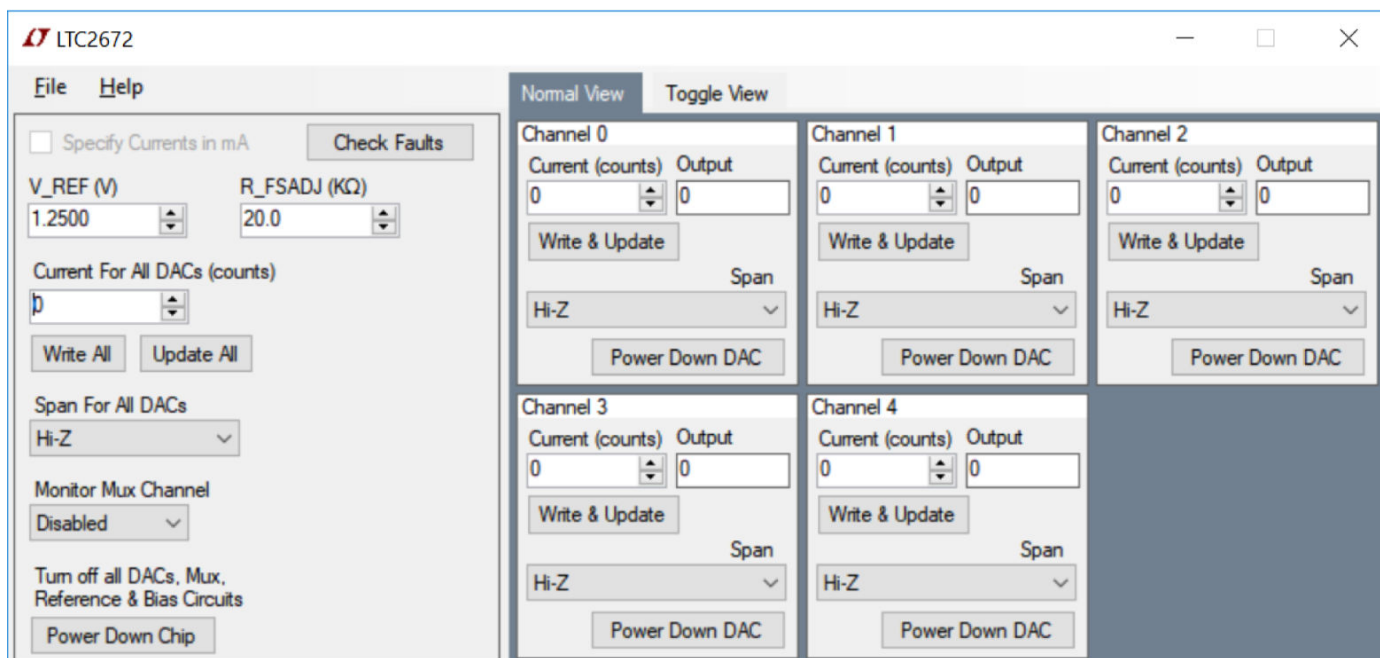 LTC2672
File Help
Normal View Toggle View
Specify Currents in mA Check Faults
V_REF (V) R_FSADJ (KΩ)
1.2500 20.0
Current For All DACs (counts)
0
Write All Update All
Span For All DACs
Hi-Z
Monitor Mux Channel
Disabled
Turn off all DACs, Mux,
Reference & Bias Circuits
Power Down Chip
Channel 0
Current (counts) Output
0 0
Write & Update
Span
Hi-Z
Power Down DAC
Channel 1
Current (counts) Output
0 0
Write & Update
Span
Hi-Z
Power Down DAC
Channel 2
Current (counts) Output
0 0
Write & Update
Span
Hi-Z
Power Down DAC
Channel 3
Current (counts) Output
0 0
Write & Update
Span
Hi-Z
Power Down DAC
Channel 4
Current (counts) Output
0 0
Write & Update
Span
Hi-Z
Power Down DAC